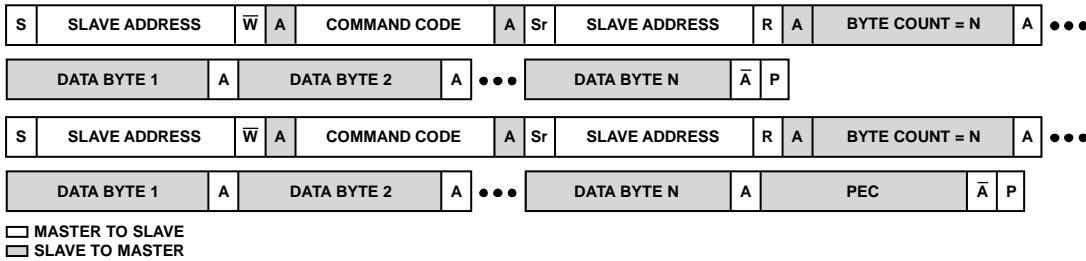 S SLAVE ADDRESS W̅ A COMMAND CODE A Sr SLAVE ADDRESS R A BYTE COUNT = N A •••
DATA BYTE 1 A DATA BYTE 2 A ••• DATA BYTE N A̅ P
S SLAVE ADDRESS W̅ A COMMAND CODE A Sr SLAVE ADDRESS R A BYTE COUNT = N A •••
DATA BYTE 1 A DATA BYTE 2 A ••• DATA BYTE N A PEC A̅ P
MASTER TO SLAVE
SLAVE TO MASTER